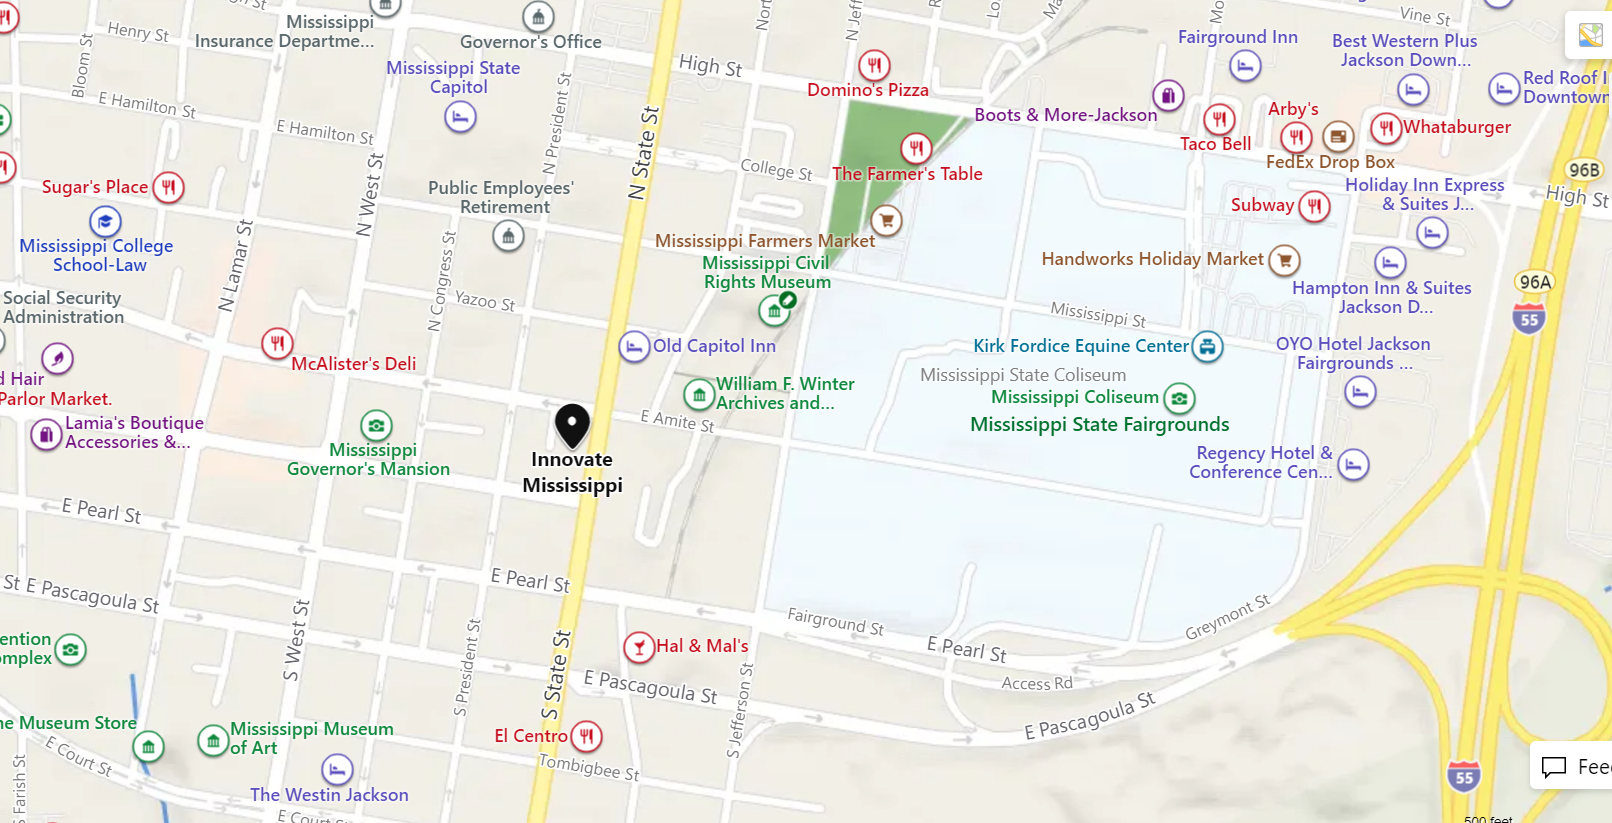 Mississippi
Insurance Departme...
Governor's Office
Vine St
Henry St
Bloom St
Mississippi State
Capitol
High St
Domino's Pizza
Fairground Inn
Best Western Plus
Jackson Down...
Red Roof I
Downtown
Boots & More-Jackson
Taco Bell
Arby's
Whataburger
FedEx Drop Box
E Hamilton St
E Hamilton St
N President St
N State St
College St
The Farmer's Table
96B
High St
Sugar's Place
Public Employees'
Retirement
N West St
Holiday Inn Express
& Suites J...
Subway
Mississippi College
School-Law
N Lamar St
N Congress St
Mississippi Farmers Market
Mississippi Civil
Rights Museum
Handworks Holiday Market
Hampton Inn & Suites
Jackson D...
96A
55
Social Security
Administration
Yazoo St
Mississippi St
Old Capitol Inn
Kirk Fordice Equine Center
OYO Hotel Jackson
Fairgrounds ...
McAlister's Deli
d Hair
Parlor Market.
William F. Winter
Archives and...
Mississippi State Coliseum
Mississippi Coliseum
Mississippi State Fairgrounds
E Amite St
Lamia's Boutique
Accessories &...
Mississippi
Governor's Mansion
Innovate
Mississippi
Regency Hotel &
Conference Cen...
E Pearl St
E Pearl St
St
E Pascagoula St
Fairground St
Greymont St
E Pearl St
Access Rd
ention
omplex
S West St
S President St
S State St
Hal & Mal's
E Pascagoula St
S Jefferson St
E Pascagoula St
ne Museum Store
Mississippi Museum
of Art
El Centro
Tombigbee St
E Court St
S Farish St
The Westin Jackson
E Court St
55
Feed
500 feet